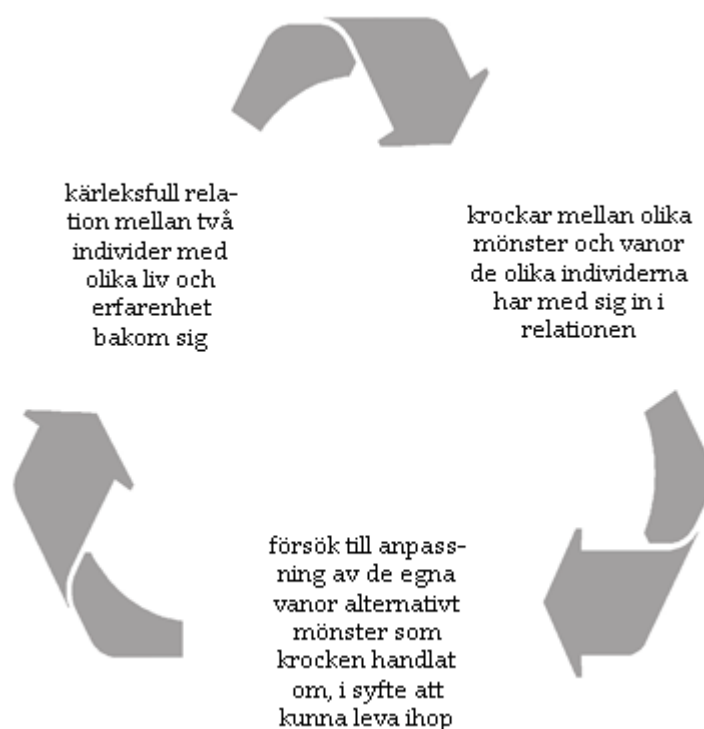 kärleksfull rela-
tion mellan två
individer med
olika liv och
erfarenhet
bakom sig
krockar mellan olika
mönster och vanor
de olika individerna
har med sig in i
relationen
försök till anpass-
ning av de egna
vanor alternativt
mönster som
krocken handlat
om, i syfte att
kunna leva ihop